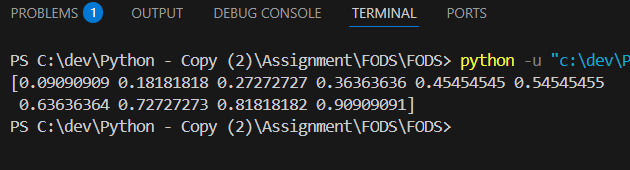 PROBLEMS 1 OUTPUT DEBUG CONSOLE TERMINAL PORTS
PS C:\dev\Python - Copy (2)\Assignment\FODS\FODS> python -u "c:\dev\P
[0.09090909 0.18181818 0.27272727 0.36363636 0.45454545 0.54545455
 0.63636364 0.72727273 0.81818182 0.90909091]
PS C:\dev\Python - Copy (2)\Assignment\FODS\FODS>